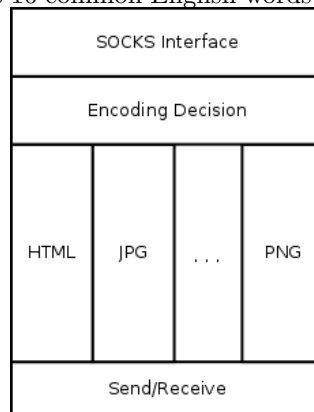 10 common English words
SOCKS Interface
Encoding Decision
HTML JPG . . . PNG
Send/Receive